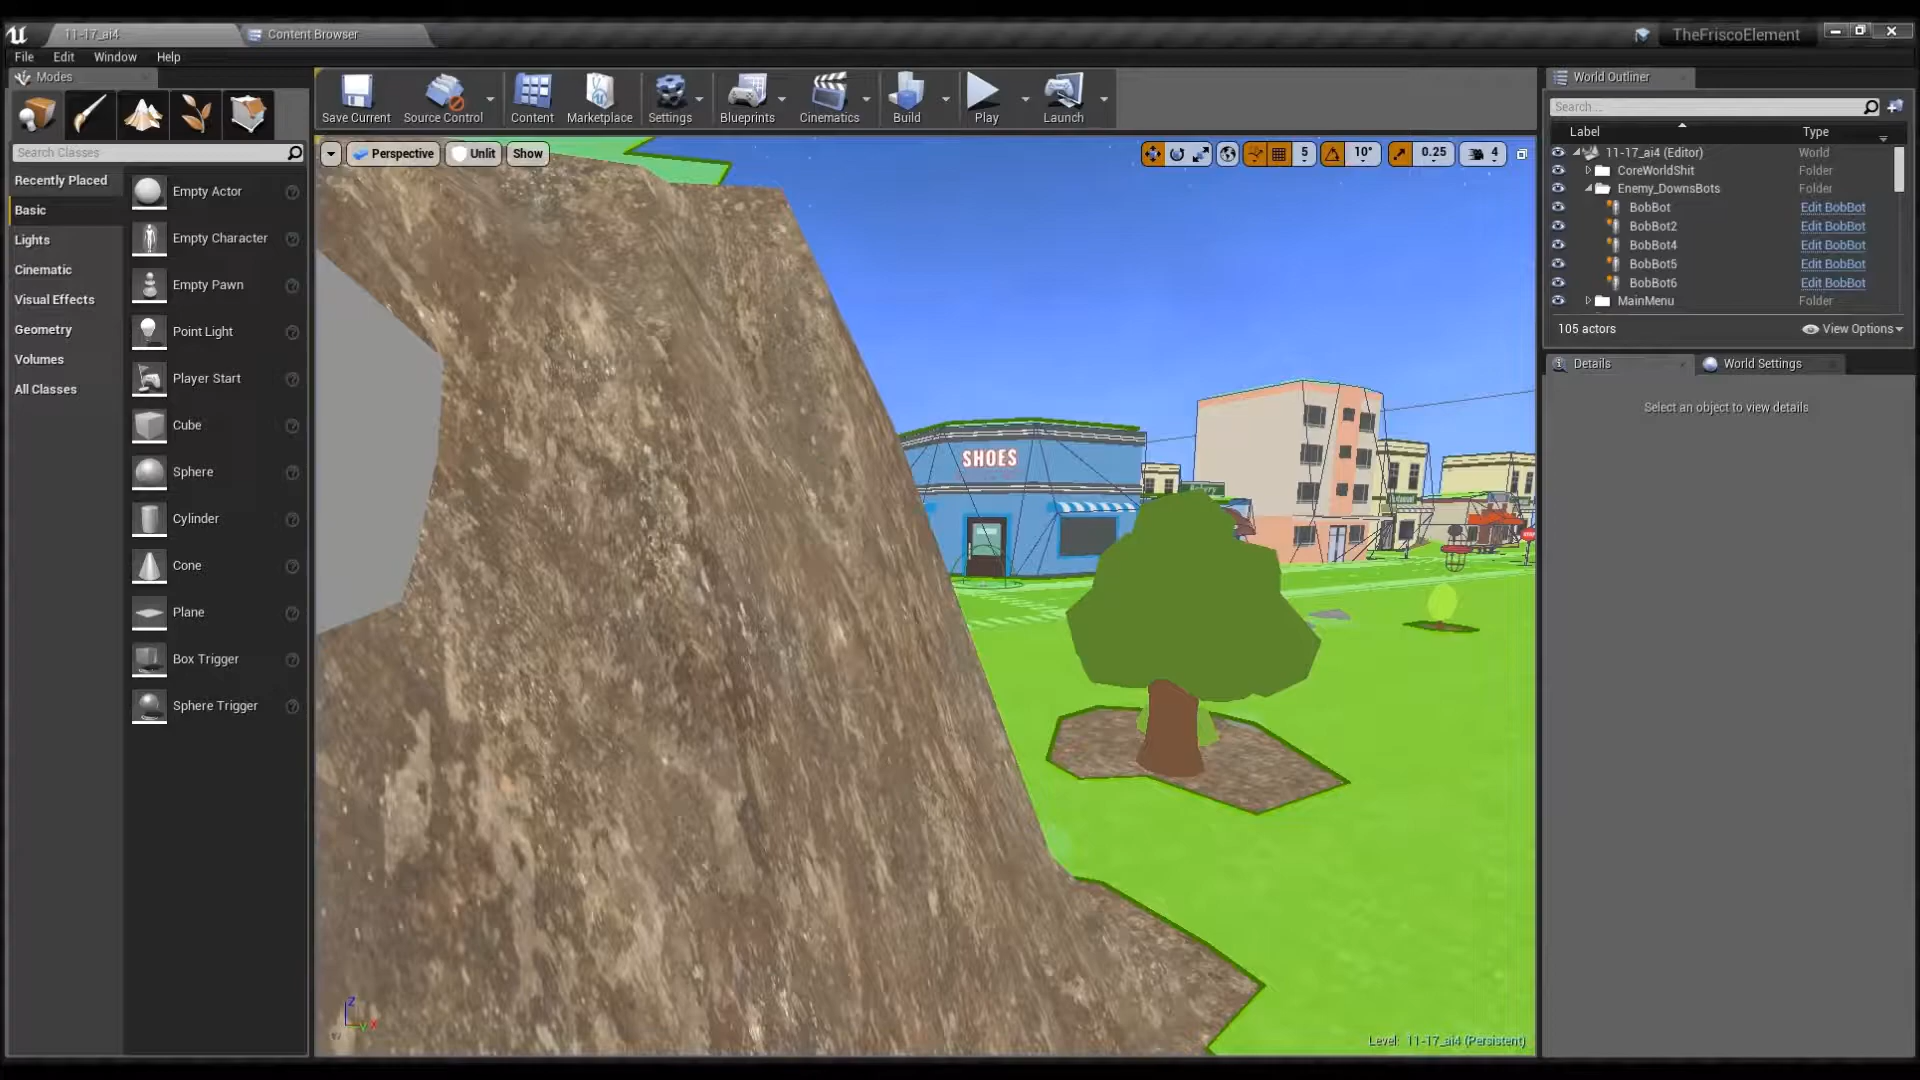 11-17_ai4
Content Browser
TheFriscoElement
File Edit Window Help
Modes
Search Classes
Recently Placed
Basic
Lights
Cinematic
Visual Effects
Geometry
Volumes
All Classes
Empty Actor
Empty Character
Empty Pawn
Point Light
Player Start
Cube
Sphere
Cylinder
Cone
Plane
Box Trigger
Sphere Trigger
Save Current
Source Control
Content
Marketplace
Settings
Blueprints
Cinematics
Build
Play
Launch
Perspective
Unlit
Show
5
10°
0.25
4
SHOES
Bakery
Z
Y X
Level: 11-17_ai4 (Persistent)
World Outliner
Search...
Label Type
11-17_ai4 (Editor) World
CoreWorldShit Folder
Enemy_DownsBots Folder
BobBot Edit BobBot
BobBot2 Edit BobBot
BobBot4 Edit BobBot
BobBot5 Edit BobBot
BobBot6 Edit BobBot
MainMenu Folder
105 actors
View Options
Details
World Settings
Select an object to view details